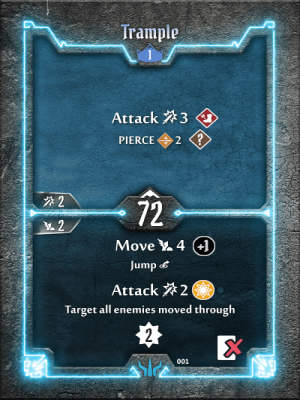 Trample
1
Attack 3
PIERCE 2 ?
2
72
2
Move 4 +1
Jump
Attack 2
Target all enemies moved through
2
001